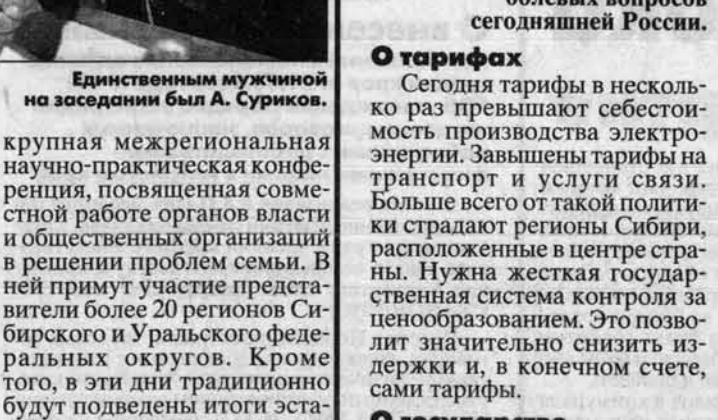 Единственным мужчиной
на заседании был А. Суриков.
крупная межрегиональная
научно-практическая конфе-
ренция, посвященная совме-
стной работе органов власти
и общественных организаций
в решении проблем семьи. В
ней примут участие предста-
вители более 20 регионов Си-
бирского и Уральского феде-
ральных округов. Кроме
того, в эти дни традиционно
будут подведены итоги эста-
болевых вопросов
сегодняшней России.
О тарифах
Сегодня тарифы в несколь-
ко раз превышают себестои-
мость производства электро-
энергии. Завышены тарифы на
транспорт и услуги связи.
Больше всего от такой полити-
ки страдают регионы Сибири,
расположенные в центре стра-
ны. Нужна жесткая государ-
ственная система контроля за
ценообразованием. Это позво-
лит значительно снизить из-
держки и, в конечном счете,
сами тарифы.